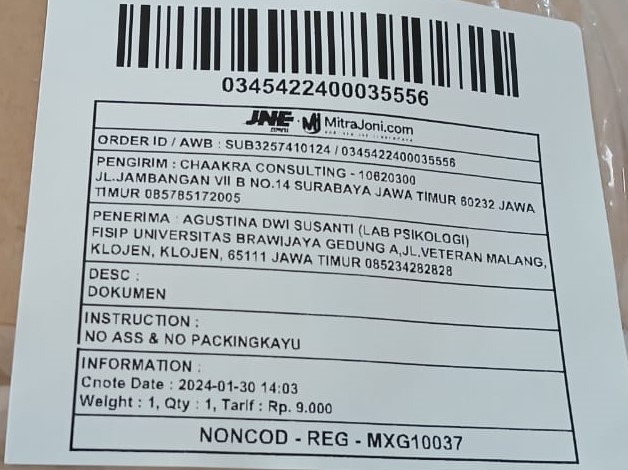 0345422400035556
JNE EXPRESS MJ MitraJoni.com
ORDER ID / AWB : SUB3257410124 / 0345422400035556
PENGIRIM : CHAAKRA CONSULTING - 10620300
JL.JAMBANGAN VII B NO.14 SURABAYA JAWA TIMUR 60232 JAWA
TIMUR 085785172005
PENERIMA : AGUSTINA DWI SUSANTI (LAB PSIKOLOGI)
FISIP UNIVERSITAS BRAWIJAYA GEDUNG A,JL.VETERAN MALANG,
KLOJEN, KLOJEN, 65111 JAWA TIMUR 085234282828
DESC :
DOKUMEN
INSTRUCTION :
NO ASS & NO PACKINGKAYU
INFORMATION :
Cnote Date : 2024-01-30 14:03
Weight : 1, Qty : 1, Tarif : Rp. 9.000
NONCOD - REG - MXG10037